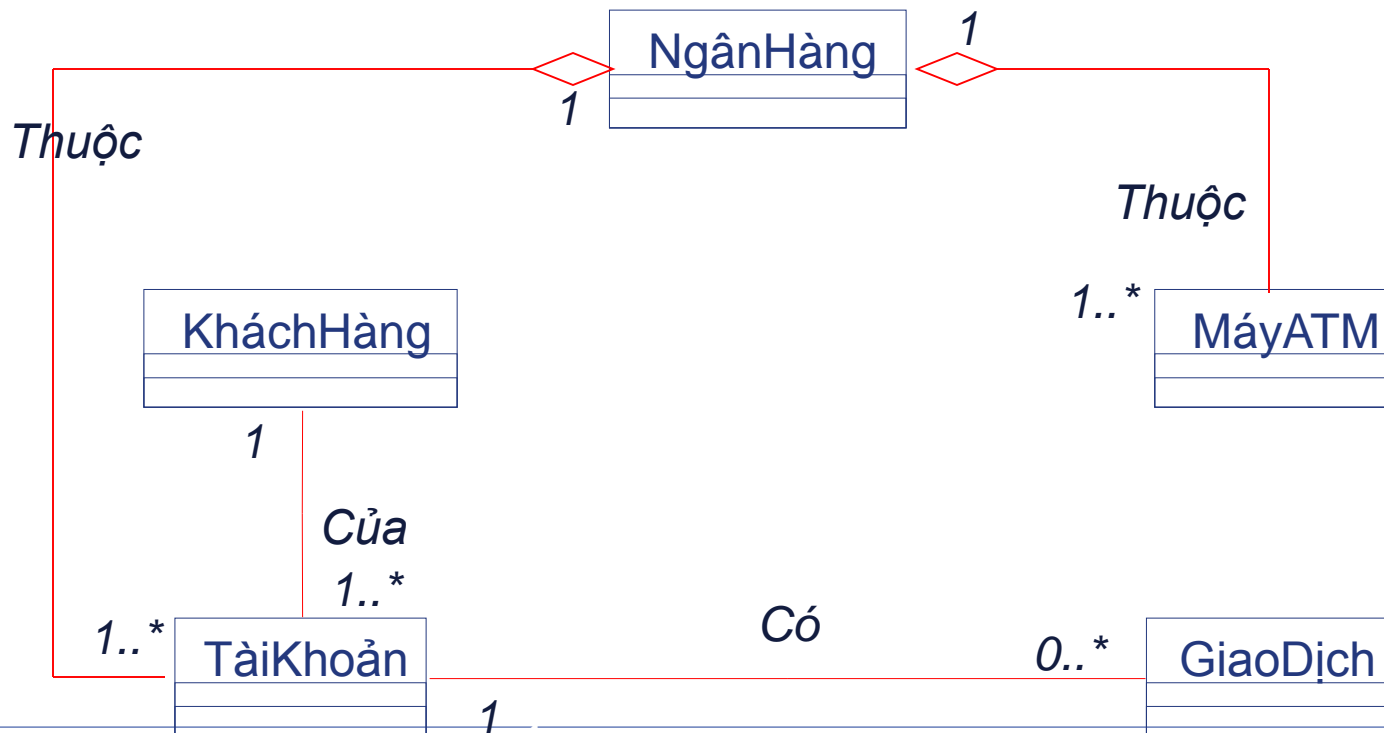 NgânHàng
1
1
Thuộc
Thuộc
KháchHàng
1..*
MáyATM
1
Của
1..*
1..*
TàiKhoản
Có
0..*
GiaoDịch
1